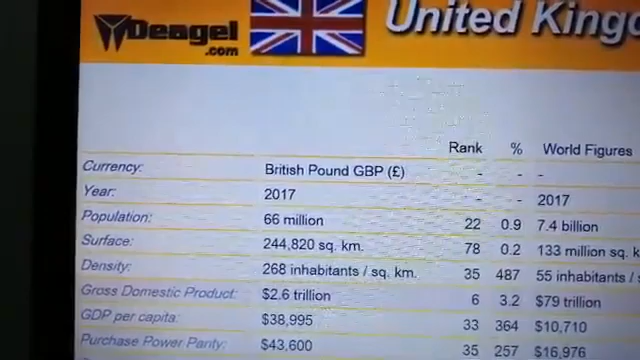 Deagel
.com
United King
Rank % World Figures
Currency: British Pound GBP (£) - - -
Year: 2017 - - 2017
Population: 66 million 22 0.9 7.4 billion
Surface: 244,820 sq. km. 78 0.2 133 million sq. k
Density: 268 inhabitants / sq. km. 35 487 55 inhabitants /
Gross Domestic Product: $2.6 trillion 6 3.2 $79 trillion
GDP per capita: $38,995 33 364 $10,710
Purchase Power Parity: $43,600 35 257 $16,976